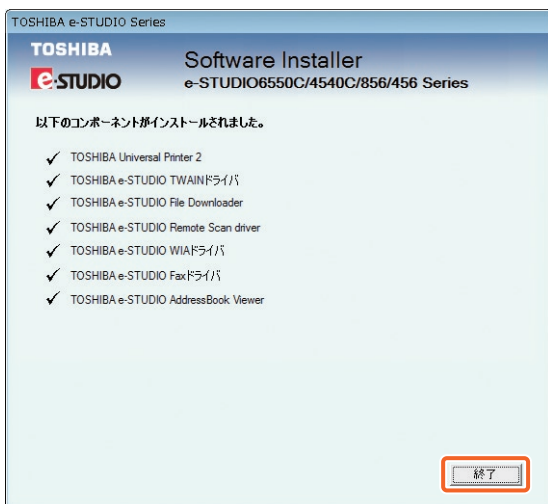 TOSHIBA e-STUDIO Series
TOSHIBA
e-STUDIO
Software Installer
e-STUDIO6550C/4540C/856/456 Series
以下のコンポーネントがインストールされました。
TOSHIBA Universal Printer 2
TOSHIBA e-STUDIO TWAINドライバ
TOSHIBA e-STUDIO File Downloader
TOSHIBA e-STUDIO Remote Scan driver
TOSHIBA e-STUDIO WIAドライバ
TOSHIBA e-STUDIO Faxドライバ
TOSHIBA e-STUDIO AddressBook Viewer
終了